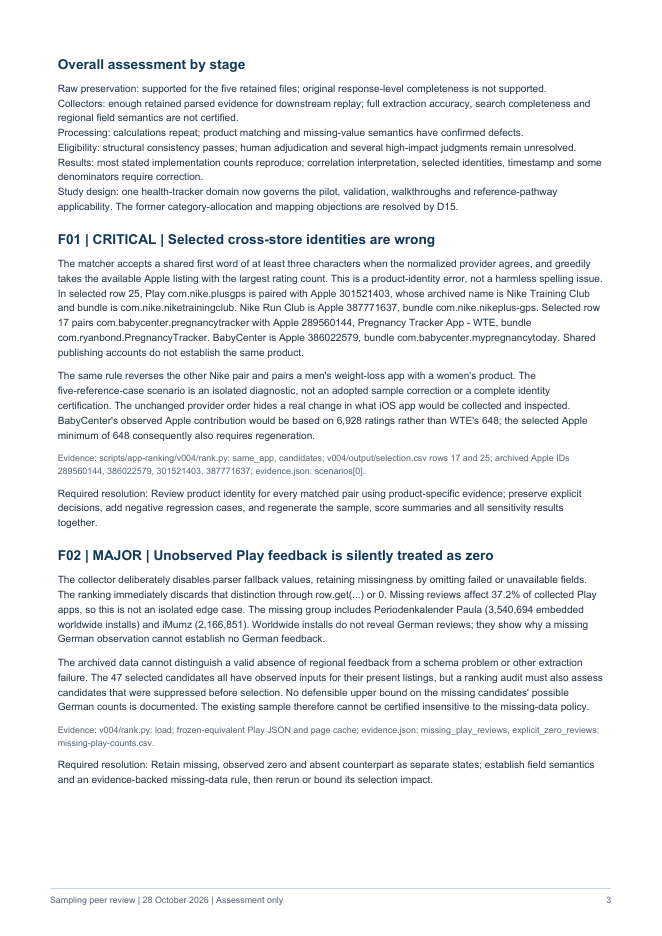 Overall assessment by stage
Raw preservation: supported for the five retained files; original response-level completeness is not supported.
Collectors: enough retained parsed evidence for downstream replay; full extraction accuracy, search completeness and
regional field semantics are not certified.
Processing: calculations repeat; product matching and missing-value semantics have confirmed defects.
Eligibility: structural consistency passes; human adjudication and several high-impact judgments remain unresolved.
Results: most stated implementation counts reproduce; correlation interpretation, selected identities, timestamp and some
denominators require correction.
Study design: one health-tracker domain now governs the pilot, validation, walkthroughs and reference-pathway
applicability. The former category-allocation and mapping objections are resolved by D15.
F01 | CRITICAL | Selected cross-store identities are wrong
The matcher accepts a shared first word of at least three characters when the normalized provider agrees, and greedily
takes the available Apple listing with the largest rating count. This is a product-identity error, not a harmless spelling issue.
In selected row 25, Play com.nike.plusgps is paired with Apple 301521403, whose archived name is Nike Training Club
and bundle is com.nike.niketrainingclub. Nike Run Club is Apple 387771637, bundle com.nike.nikeplus-gps. Selected row
17 pairs com.babycenter.pregnancytracker with Apple 289560144, Pregnancy Tracker App - WTE, bundle
com.ryanbond.PregnancyTracker. BabyCenter is Apple 386022579, bundle com.babycenter.mypregnancytoday. Shared
publishing accounts do not establish the same product.
The same rule reverses the other Nike pair and pairs a men's weight-loss app with a women's product. The
five-reference-case scenario is an isolated diagnostic, not an adopted sample correction or a complete identity
certification. The unchanged provider order hides a real change in what iOS app would be collected and inspected.
BabyCenter's observed Apple contribution would be based on 6,928 ratings rather than WTE's 648; the selected Apple
minimum of 648 consequently also requires regeneration.
Evidence: scripts/app-ranking/v004/rank.py: same_app, candidates; v004/output/selection.csv rows 17 and 25; archived Apple IDs
289560144, 386022579, 301521403, 387771637; evidence.json: scenarios[0].
Required resolution: Review product identity for every matched pair using product-specific evidence; preserve explicit
decisions, add negative regression cases, and regenerate the sample, score summaries and all sensitivity results
together.
F02 | MAJOR | Unobserved Play feedback is silently treated as zero
The collector deliberately disables parser fallback values, retaining missingness by omitting failed or unavailable fields.
The ranking immediately discards that distinction through row.get(...) or 0. Missing reviews affect 37.2% of collected Play
apps, so this is not an isolated edge case. The missing group includes Periodenkalender Paula (3,540,694 embedded
worldwide installs) and iMumz (2,166,851). Worldwide installs do not reveal German reviews; they show why a missing
German observation cannot establish no German feedback.
The archived data cannot distinguish a valid absence of regional feedback from a schema problem or other extraction
failure. The 47 selected candidates all have observed inputs for their present listings, but a ranking audit must also assess
candidates that were suppressed before selection. No defensible upper bound on the missing candidates' possible
German counts is documented. The existing sample therefore cannot be certified insensitive to the missing-data policy.
Evidence: v004/rank.py: load; frozen-equivalent Play JSON and page cache; evidence.json: missing_play_reviews, explicit_zero_reviews;
missing-play-counts.csv.
Required resolution: Retain missing, observed zero and absent counterpart as separate states; establish field semantics
and an evidence-backed missing-data rule, then rerun or bound its selection impact.
Sampling peer review | 28 October 2026 | Assessment only
3